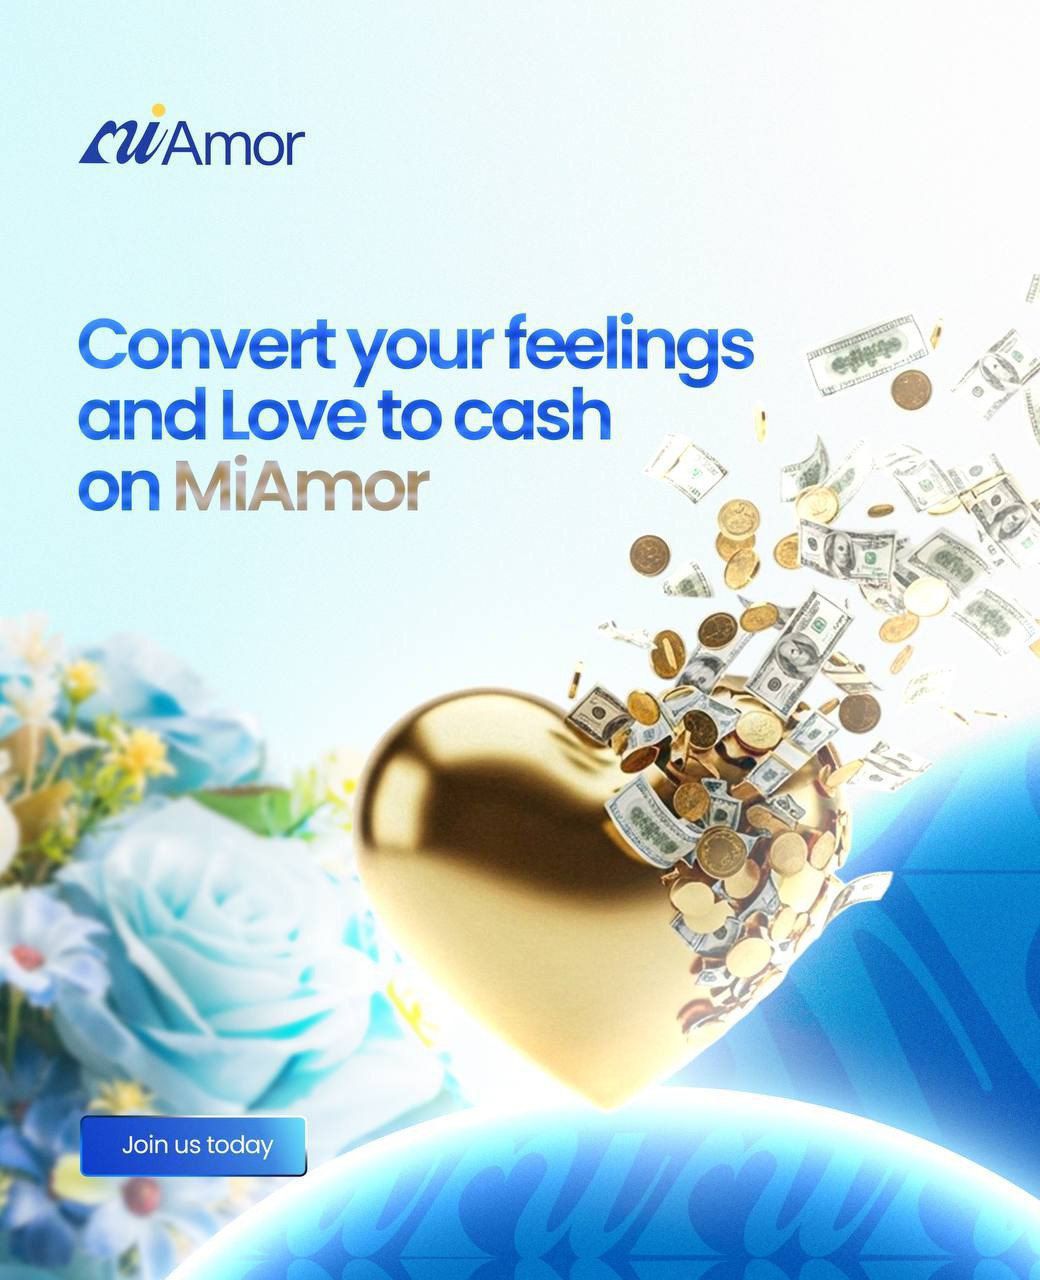 miAmor
Convert your feelings
and Love to cash
on MiAmor
Join us today